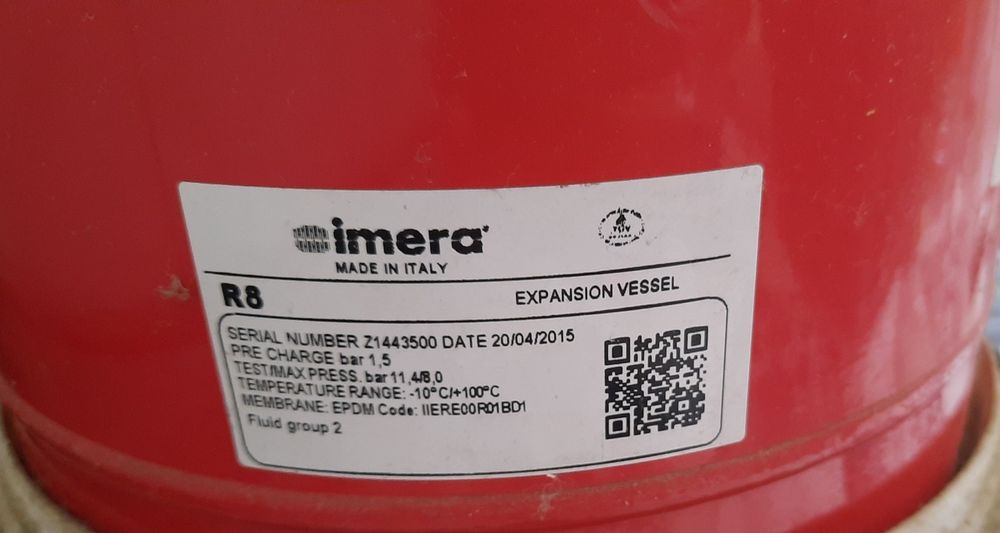 imera
MADE IN ITALY
R8
EXPANSION VESSEL
SERIAL NUMBER Z1443500 DATE 20/04/2015
PRE CHARGE bar 1,5
TEST/MAX.PRESS. bar 11,4/8,0
TEMPERATURE RANGE: -10°C/+100°C
MEMBRANE: EPDM Code: IIERE00R01BD1
Fluid group 2